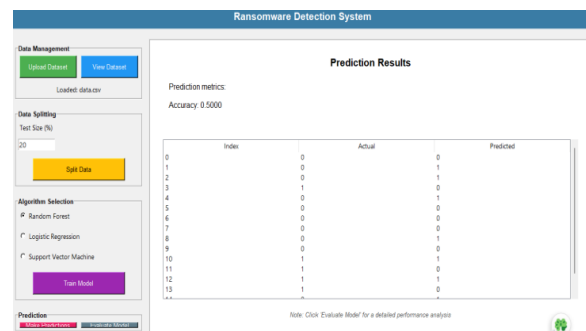 Ransomware Detection System
Data Management
Upload Dataset
View Dataset
Loaded: data.csv
Data Splitting
Test Size (%)
20
Split Data
Algorithm Selection
Random Forest
Logistic Regression
Support Vector Machine
Train Model
Prediction
Make Predictions
Evaluate Model
Prediction Results
Prediction metrics:
Accuracy: 0.5000
Index Actual Predicted
0 0 0
1 0 1
2 0 1
3 1 0
4 0 1
5 0 0
6 0 0
7 0 0
8 0 1
9 0 0
10 1 1
11 1 0
12 1 1
13 1 0
Note: Click 'Evaluate Model' for a detailed performance analysis